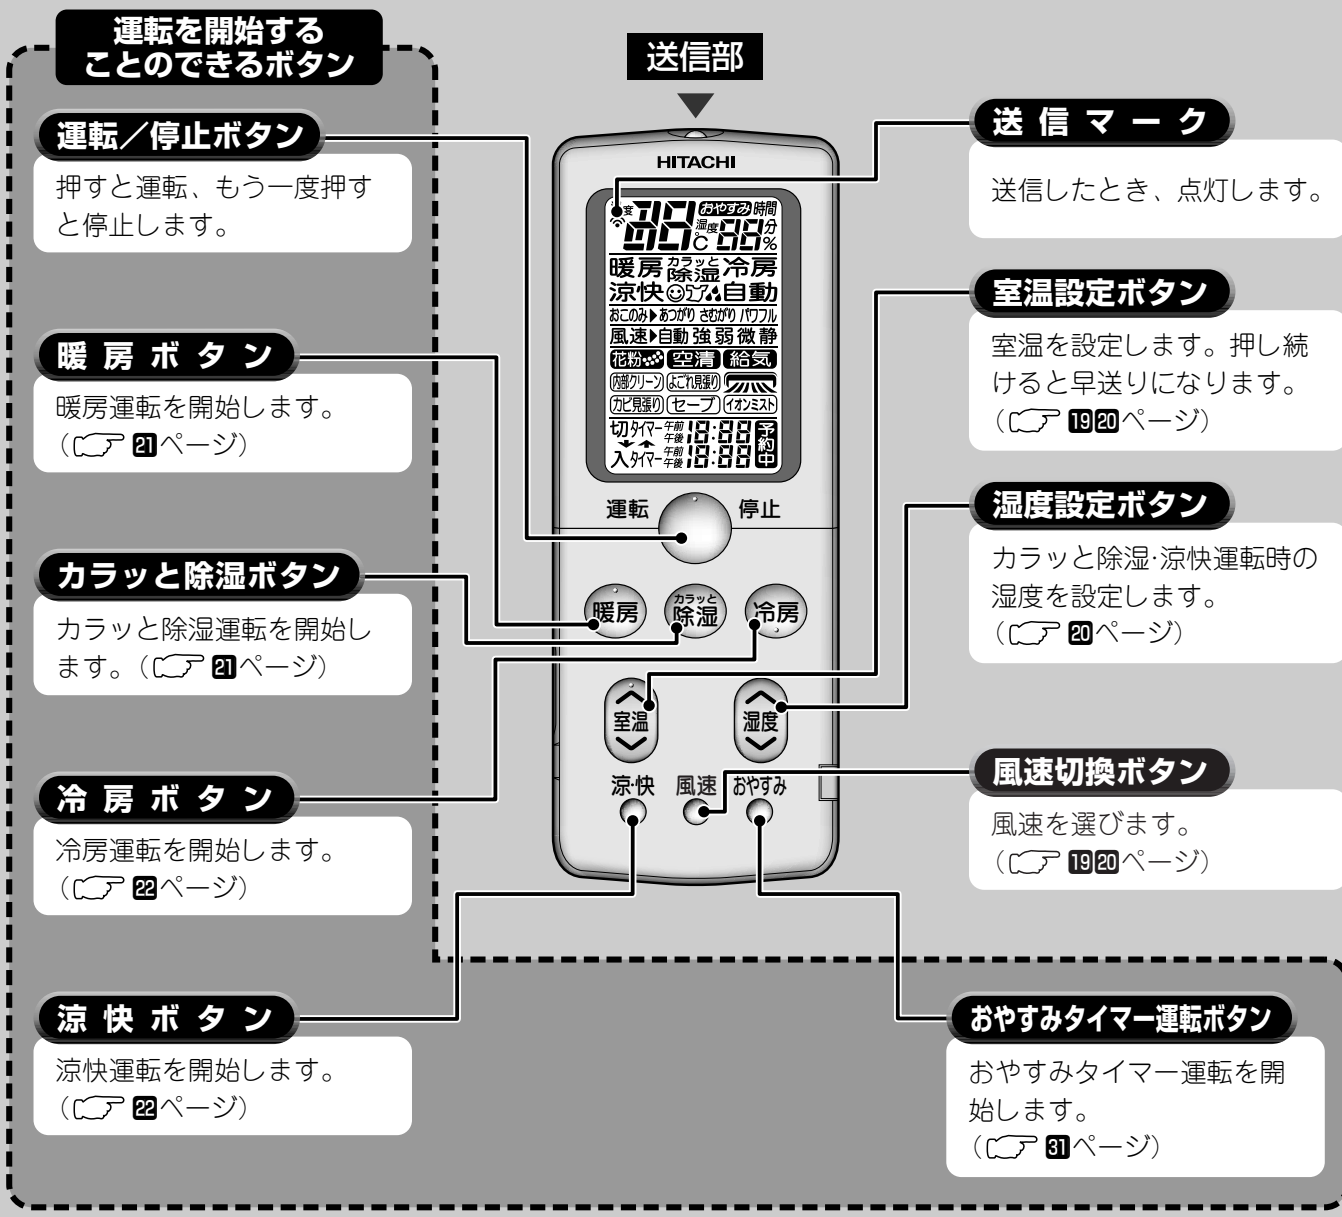 運転を開始する
ことのできるボタン
運転／停止ボタン
押すと運転、もう一度押す
と停止します。
暖房ボタン
暖房運転を開始します。
（☞21ページ）
カラッと除湿ボタン
カラッと除湿運転を開始し
ます。（☞21ページ）
冷房ボタン
冷房運転を開始します。
（☞22ページ）
涼快ボタン
涼快運転を開始します。
（☞22ページ）
送信部
HITACHI
度 88 おやすみ 時間
湿度 ℃ 88 分 %
暖房 カラッと除湿 冷房
涼快 自動
おこのみ▶あつがり さむがり パワフル
風速▶自動 強 弱 微 静
花粉 空清 給気
内部クリーン よごれ見張り
カビ見張り セーブ イオンミスト
切タイマー 午前 午後 18:88 予約中
入タイマー 午前 午後 18:88
運転 停止
暖房 カラッと除湿 冷房
室温 湿度
涼・快 風速 おやすみ
送信マーク
送信したとき、点灯します。
室温設定ボタン
室温を設定します。押し続
けると早送りになります。
（☞19 20ページ）
湿度設定ボタン
カラッと除湿・涼快運転時の
湿度を設定します。
（☞20ページ）
風速切換ボタン
風速を選びます。
（☞19 20ページ）
おやすみタイマー運転ボタン
おやすみタイマー運転を開
始します。
（☞31ページ）